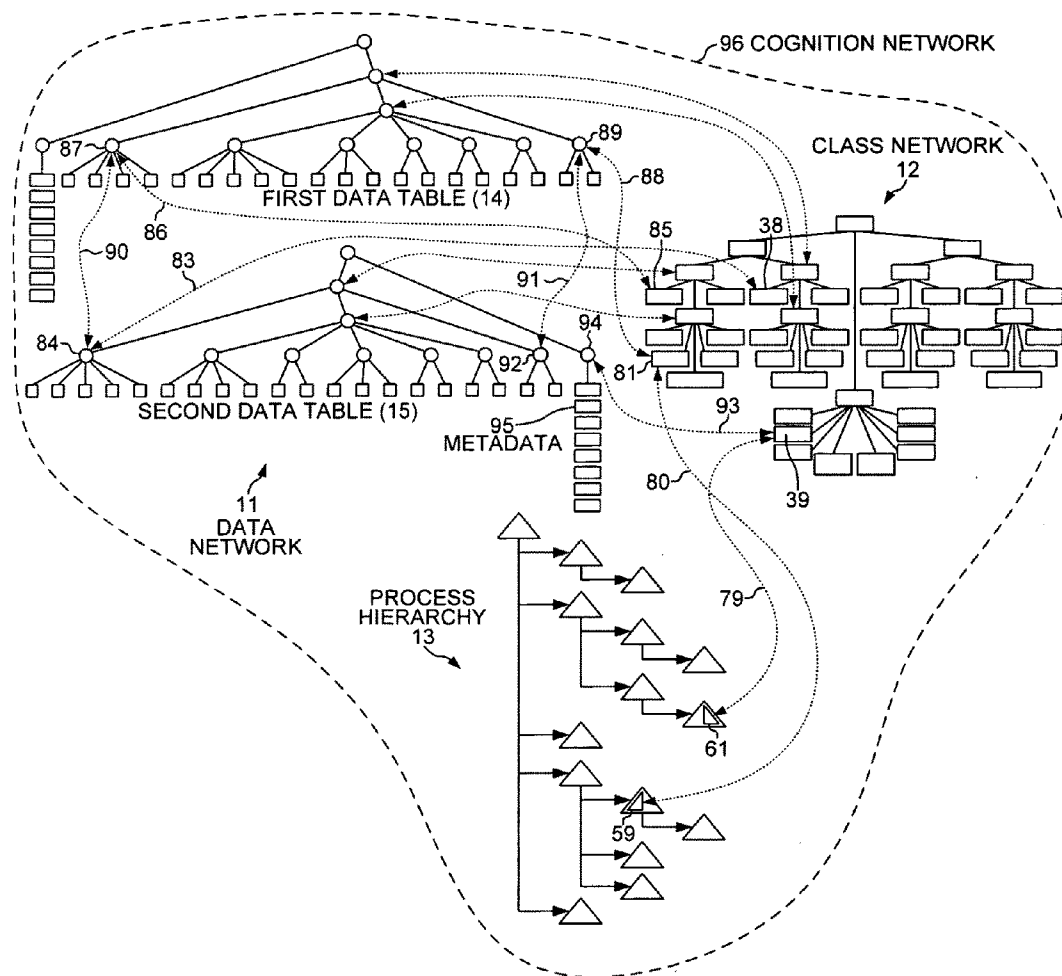 96 COGNITION NETWORK
87
89
CLASS NETWORK
12
FIRST DATA TABLE (14)
88
86
90
85
38
83
91
84
92
94
81
SECOND DATA TABLE (15)
95
METADATA
93
80
39
11
DATA
NETWORK
PROCESS
HIERARCHY
13
79
61
59